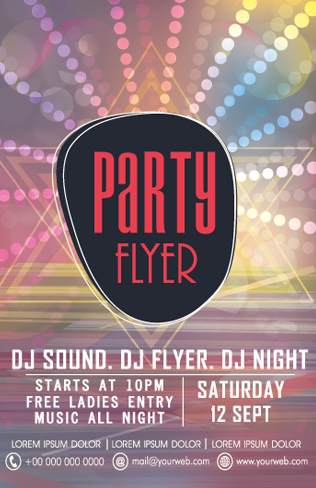 PaRTY
FLYER
DJ SOUND. DJ FLYER. DJ NIGHT
STARTS AT 10PM
FREE LADIES ENTRY
MUSIC ALL NIGHT
SATURDAY
12 SEPT
LOREM IPSUM DOLOR | LOREM IPSUM DOLOR | LOREM IPSUM DOLOR
+00 000 000 0000 mail@yourweb.com www.yourweb.com